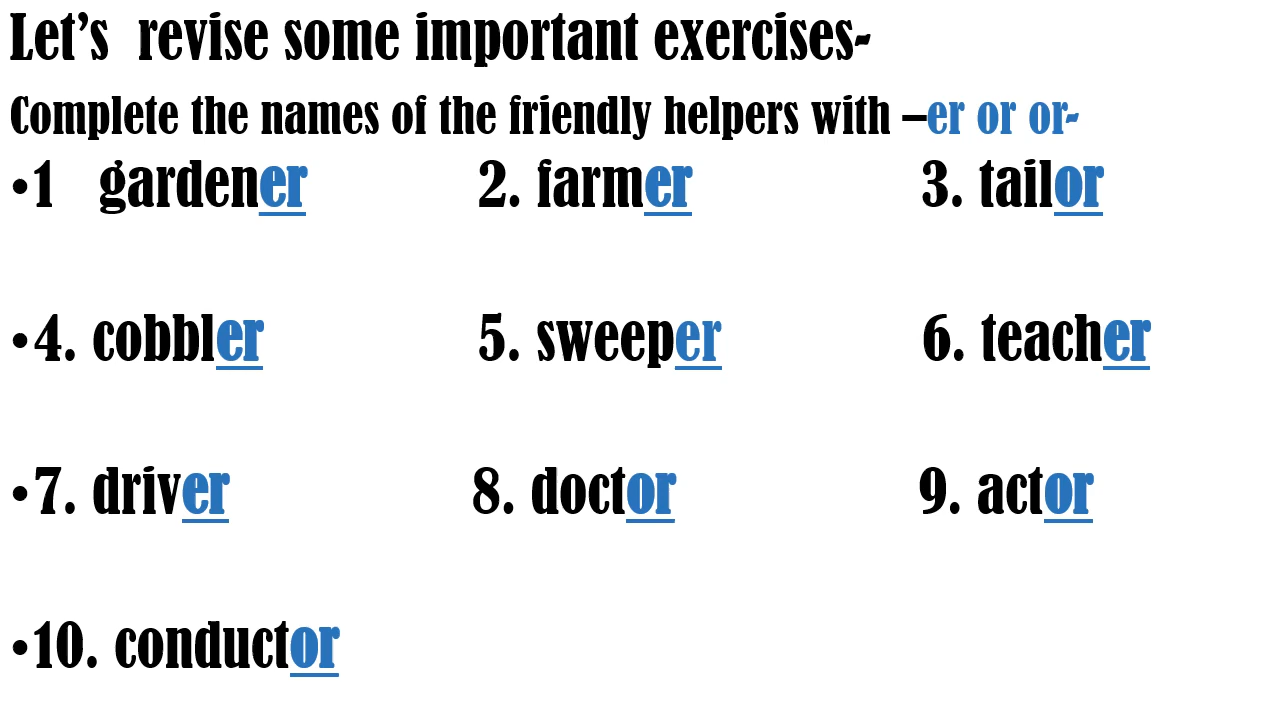 Let’s  revise some important exercises-
Complete the names of the friendly helpers with –er or or-
•1   gardener 2. farmer 3. tailor
•4. cobbler 5. sweeper 6. teacher
•7. driver 8. doctor 9. actor
•10. conductor